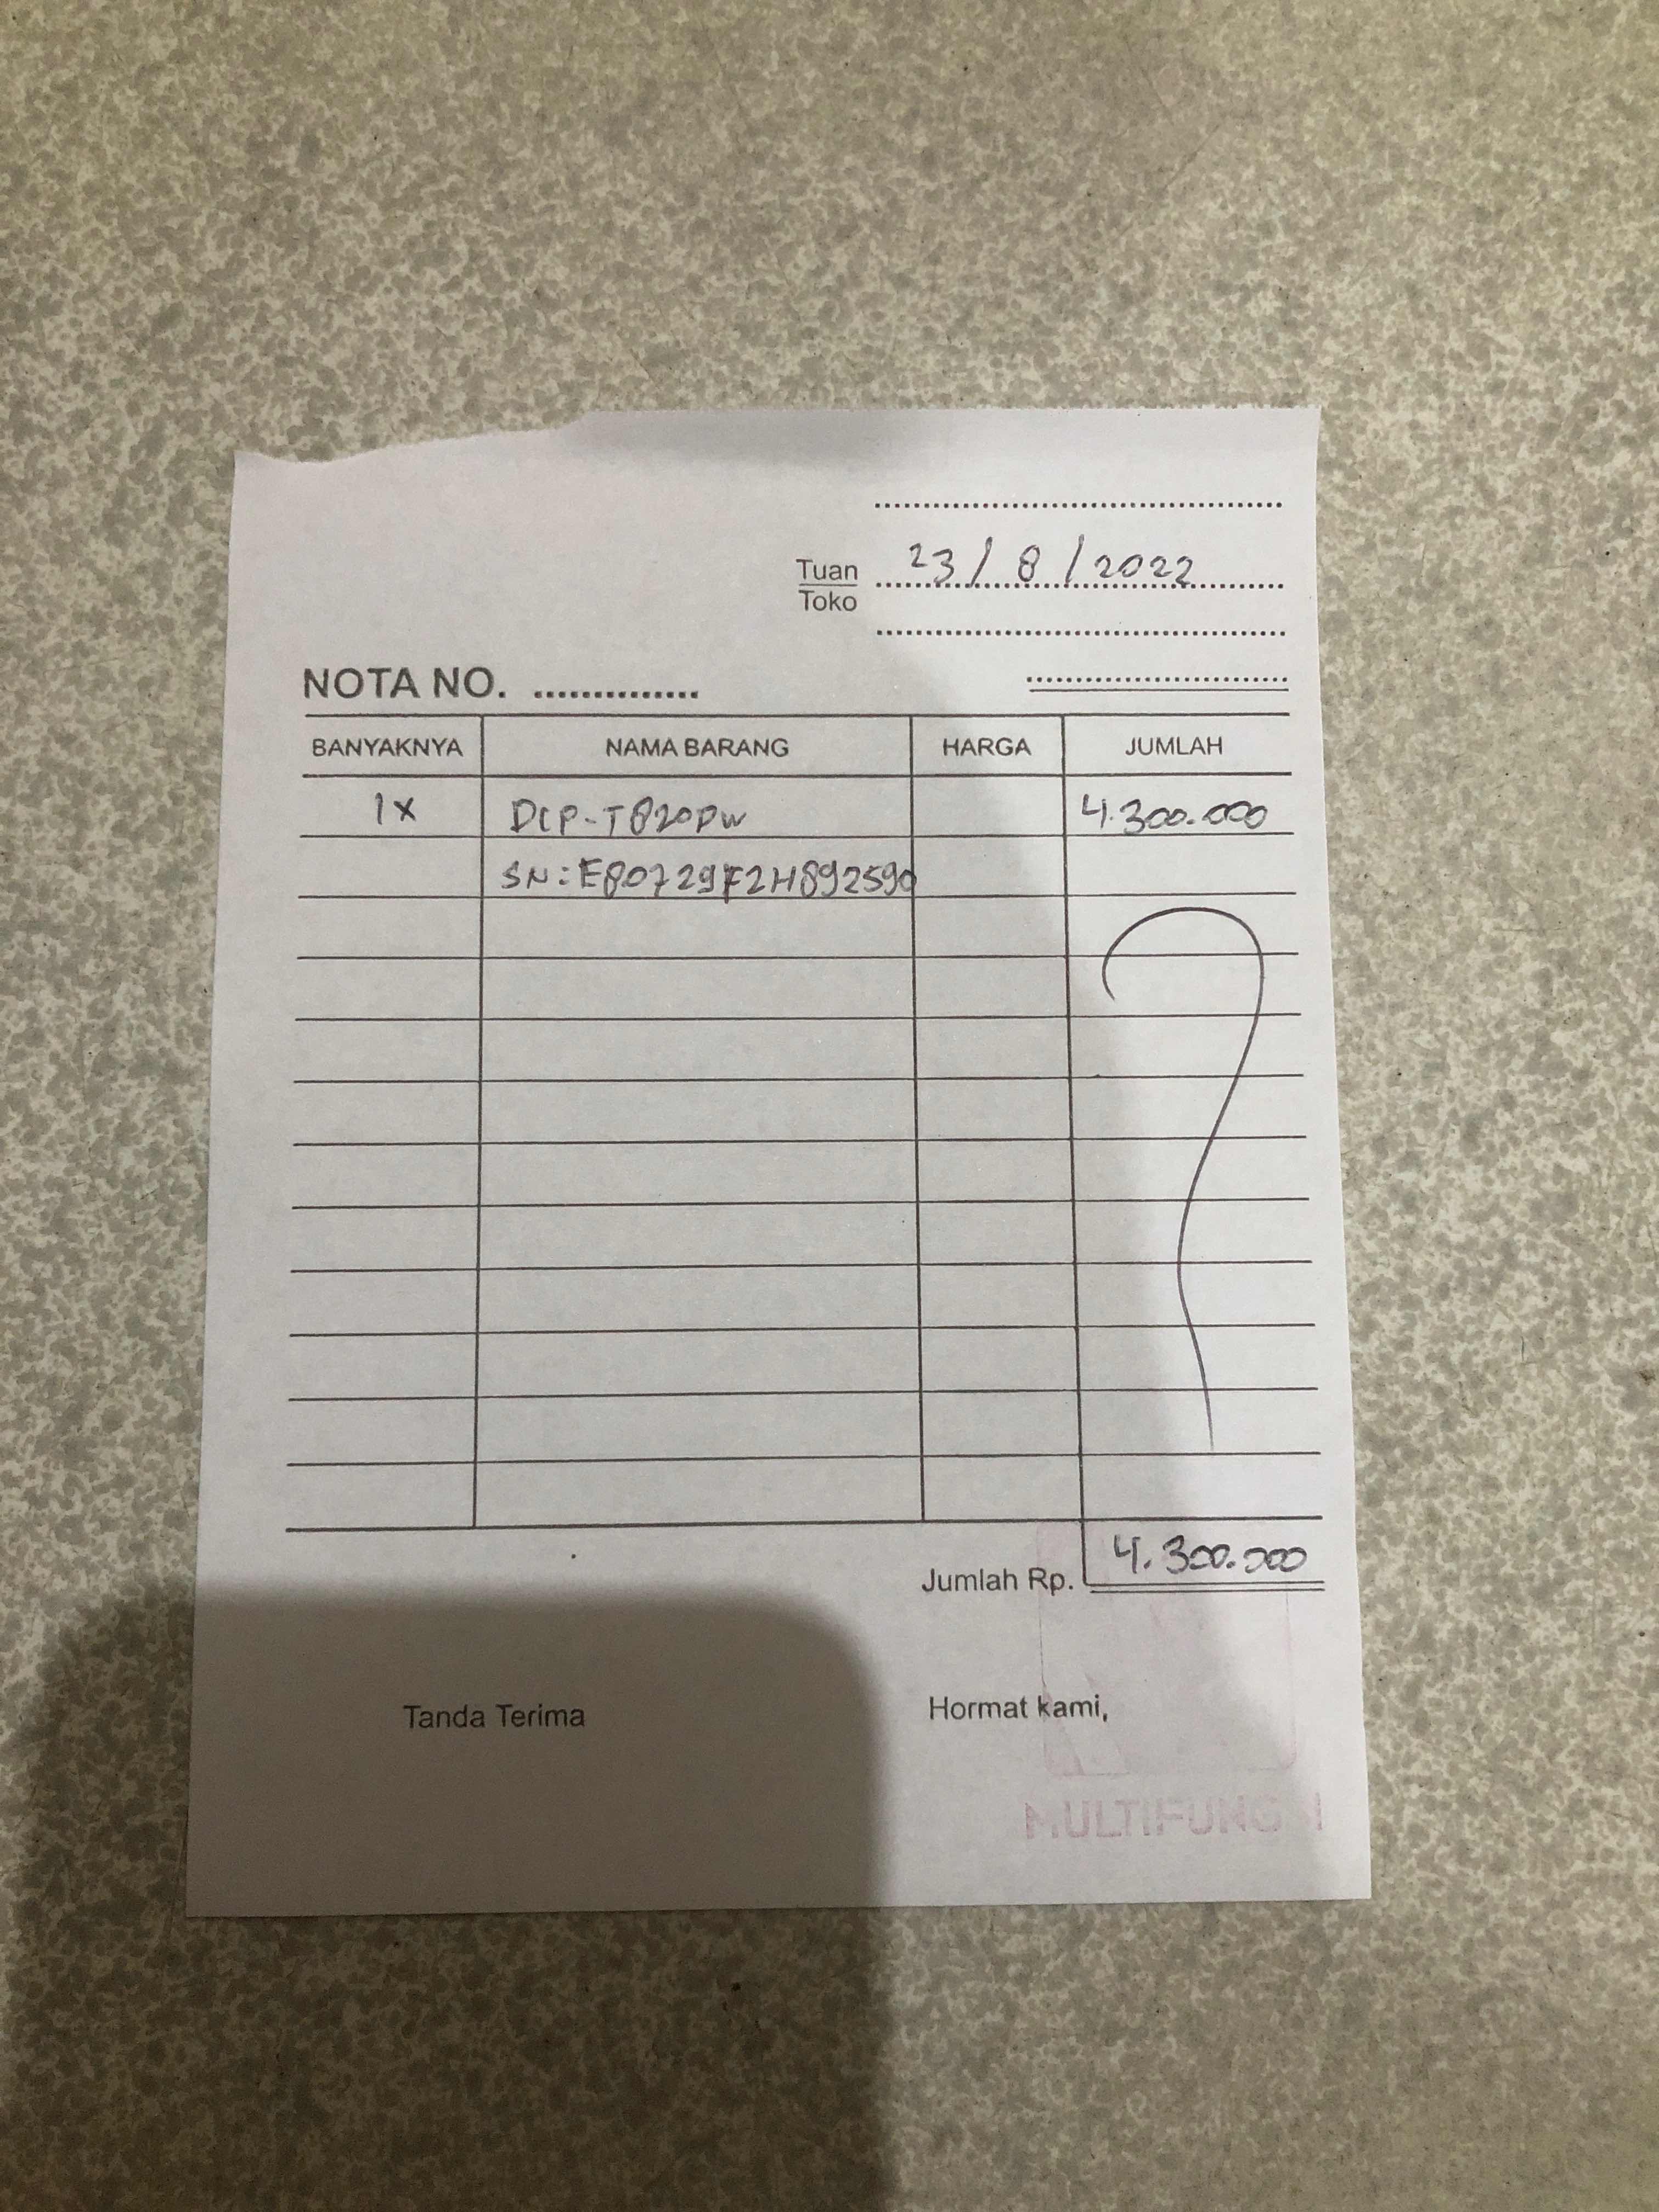 Tuan 23/8/2022
Toko
NOTA NO. ...............
BANYAKNYA NAMA BARANG HARGA JUMLAH
1x DCP-T820DW 4.300.000
SN: E80729F2H892590
Jumlah Rp. 4.300.000
Tanda Terima Hormat kami,